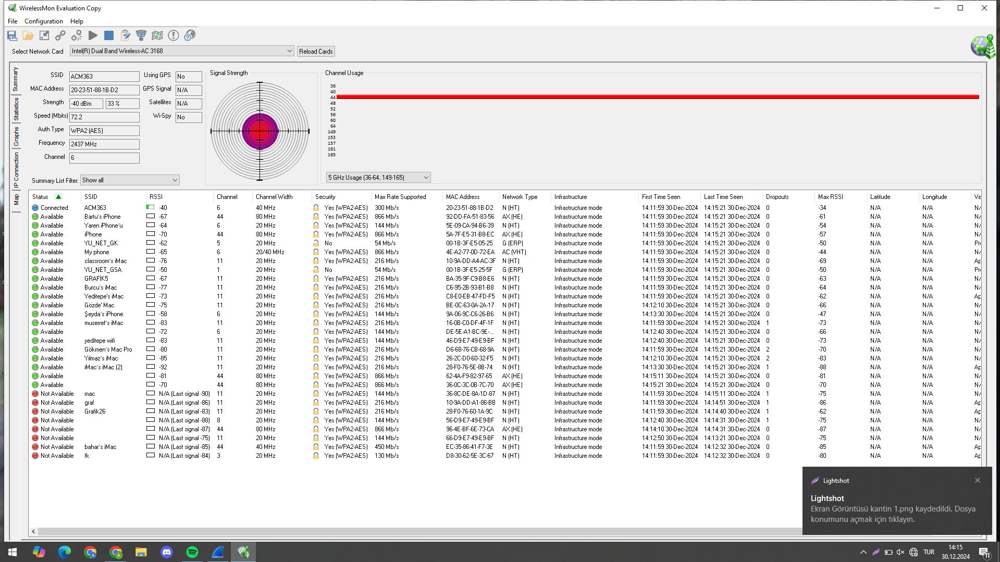 WirelessMon Evaluation Copy
File Configuration Help
Select Network Card Intel(R) Dual Band Wireless-AC 3168 Reload Cards
Summary
Statistics
Graphs
IP Connection
Map
SSID ACM363 Using GPS No
MAC Address 20-23-51-88-1B-D2 GPS Signal N/A
Strength -40 dBm 33 % Satellites N/A
Speed (Mbits) 72.2 Wi-Spy No
Auth Type WPA2 (AES)
Frequency 2437 MHz
Channel 6
Summary List Filter: Show all
Signal Strength
Channel Usage
36
40
44
48
52
56
60
64
149
153
157
161
165
5 GHz Usage (36-64, 149-165)
Status SSID RSSI Channel Channel Width Security Max Rate Supported MAC Address Network Type Infrastructure First Time Seen Last Time Seen Dropouts Max RSSI Latitude Longitude Ve
Connected ACM363 -40 6 40 MHz Yes (WPA2-AES) 300 Mb/s 20-23-51-88-1B-D2 N (HT) Infrastructure mode 14:11:59 30-Dec-2024 14:15:21 30-Dec-2024 0 -34 N/A N/A N/
Available Bartu´s iPhone -67 44 80 MHz Yes (WPA2-AES) 866 Mb/s 92-DD-FA-51-83-56 AX (HE) Infrastructure mode 14:11:59 30-Dec-2024 14:15:21 30-Dec-2024 0 -61 N/A N/A N/
Available Yaren iPhone´u -64 6 20 MHz Yes (WPA2-AES) 144 Mb/s 5E-09-CA-94-B6-39 N (HT) Infrastructure mode 14:11:59 30-Dec-2024 14:15:21 30-Dec-2024 0 -54 N/A N/A N/
Available iPhone -70 44 80 MHz Yes (WPA2-AES) 866 Mb/s 5A-7F-E5-31-B8-EC AX (HE) Infrastructure mode 14:11:59 30-Dec-2024 14:15:21 30-Dec-2024 0 -57 N/A N/A N/
Available YU_NET_GK -62 5 20 MHz No 54 Mb/s 00-1B-3F-E5-05-25 G (ERP) Infrastructure mode 14:11:59 30-Dec-2024 14:15:21 30-Dec-2024 0 -50 N/A N/A Pr
Available My phone -65 6 20/40 MHz Yes (WPA2-AES) 866 Mb/s 4E-A2-77-0D-72-EA AC (VHT) Infrastructure mode 14:11:59 30-Dec-2024 14:15:21 30-Dec-2024 0 -44 N/A N/A N/
Available classroom´s iMac -76 11 20 MHz Yes (WPA2-AES) 216 Mb/s 10-9A-DD-A4-AC-3F N (HT) Infrastructure mode 14:11:59 30-Dec-2024 14:15:21 30-Dec-2024 0 -69 N/A N/A Ap
Available YU_NET_GSA -50 1 20 MHz No 54 Mb/s 00-1B-3F-E5-25-5F G (ERP) Infrastructure mode 14:11:59 30-Dec-2024 14:15:21 30-Dec-2024 0 -50 N/A N/A Pr
Available GRAFİK5 -67 11 20 MHz Yes (WPA2-AES) 216 Mb/s BA-35-9F-C9-B8-E6 N (HT) Infrastructure mode 14:11:59 30-Dec-2024 14:15:21 30-Dec-2024 0 -63 N/A N/A N/
Available Burcu´s iMac -77 11 20 MHz Yes (WPA2-AES) 216 Mb/s C6-95-2B-93-B1-B8 N (HT) Infrastructure mode 14:11:59 30-Dec-2024 14:15:21 30-Dec-2024 0 -64 N/A N/A N/
Available Yeditepe's iMac -73 11 20 MHz Yes (WPA2-AES) 216 Mb/s C8-E0-EB-47-FD-F5 N (HT) Infrastructure mode 14:11:59 30-Dec-2024 14:15:21 30-Dec-2024 0 -62 N/A N/A Ap
Available Gözde' Mac -75 11 20 MHz Yes (WPA2-AES) 216 Mb/s BE-0C-63-0A-2A-17 N (HT) Infrastructure mode 14:12:10 30-Dec-2024 14:15:21 30-Dec-2024 0 -66 N/A N/A N/
Available Şeyda´s iPhone -58 6 20 MHz Yes (WPA2-AES) 144 Mb/s 9A-06-9C-C6-26-B6 N (HT) Infrastructure mode 14:13:30 30-Dec-2024 14:15:21 30-Dec-2024 0 -47 N/A N/A N/
Available muserref´s iMac -83 11 20 MHz Yes (WPA2-AES) 216 Mb/s 16-0B-C0-DF-4F-1F N (HT) Infrastructure mode 14:11:59 30-Dec-2024 14:15:21 30-Dec-2024 1 -73 N/A N/A N/
Available -72 6 20 MHz Yes (WPA2-AES) 144 Mb/s DE-5E-A1-BC-9E-... N (HT) Infrastructure mode 14:12:40 30-Dec-2024 14:15:21 30-Dec-2024 0 -66 N/A N/A N/
Available yeditepe wifi -83 11 20 MHz Yes (WPA2-AES) 144 Mb/s 46-D9-E7-49-E9-BF N (HT) Infrastructure mode 14:12:40 30-Dec-2024 14:15:21 30-Dec-2024 0 -73 N/A N/A N/
Available Gökmen´s Mac Pro -80 11 20 MHz Yes (WPA2-AES) 216 Mb/s D6-68-76-CB-68-9A N (HT) Infrastructure mode 14:11:59 30-Dec-2024 14:15:21 30-Dec-2024 2 -70 N/A N/A N/
Available Yılmaz´s iMac -85 11 20 MHz Yes (WPA2-AES) 216 Mb/s 26-2C-D0-60-32-F5 N (HT) Infrastructure mode 14:12:10 30-Dec-2024 14:15:21 30-Dec-2024 2 -83 N/A N/A N/
Available iMac´s iMac (2) -92 11 20 MHz Yes (WPA2-AES) 216 Mb/s 28-F0-76-5E-8B-74 N (HT) Infrastructure mode 14:13:30 30-Dec-2024 14:15:21 30-Dec-2024 1 -88 N/A N/A Ap
Available -81 44 80 MHz Yes (WPA2-AES) 866 Mb/s 62-4A-F9-82-97-65 AX (HE) Infrastructure mode 14:15:11 30-Dec-2024 14:15:21 30-Dec-2024 0 -81 N/A N/A N/
Available -70 44 80 MHz Yes (WPA2-AES) 866 Mb/s 36-0C-3C-0B-7C-70 AX (HE) Infrastructure mode 14:15:21 30-Dec-2024 14:15:21 30-Dec-2024 0 -70 N/A N/A N/
Not Available mac N/A (Last signal -90) 11 20 MHz Yes (WPA2-AES) 144 Mb/s 36-8C-DE-8A-1D-87 N (HT) Infrastructure mode 14:11:59 30-Dec-2024 14:15:11 30-Dec-2024 1 -75 N/A N/A N/
Not Available graf N/A (Last signal -86) 11 20 MHz Yes (WPA2-AES) 216 Mb/s 10-9A-DD-A1-86-BB N (HT) Infrastructure mode 14:11:59 30-Dec-2024 14:14:51 30-Dec-2024 1 -86 N/A N/A Ap
Not Available Grafik26 N/A (Last signal -83) 11 20 MHz Yes (WPA2-AES) 216 Mb/s 28-F0-76-60-1A-9C N (HT) Infrastructure mode 14:11:59 30-Dec-2024 14:14:40 30-Dec-2024 1 -62 N/A N/A Ap
Not Available N/A (Last signal -88) 8 20 MHz Yes (WPA2-AES) 144 Mb/s 56-D9-E7-49-E9-BF N (HT) Infrastructure mode 14:12:40 30-Dec-2024 14:14:31 30-Dec-2024 1 -75 N/A N/A N/
Not Available N/A (Last signal -87) 44 80 MHz Yes (WPA2-AES) 866 Mb/s 96-4E-BF-6E-73-CA AX (HE) Infrastructure mode 14:14:10 30-Dec-2024 14:14:31 30-Dec-2024 0 -87 N/A N/A N/
Not Available N/A (Last signal -75) 11 20 MHz Yes (WPA2-AES) 144 Mb/s 66-D9-E7-49-E9-BF N (HT) Infrastructure mode 14:12:50 30-Dec-2024 14:13:21 30-Dec-2024 0 -75 N/A N/A N/
Not Available bahar´s iMac N/A (Last signal -85) 44 40 MHz Yes (WPA2-AES) 450 Mb/s EC-35-86-41-F7-3E N (HT) Infrastructure mode 14:11:59 30-Dec-2024 14:12:32 30-Dec-2024 0 -85 N/A N/A Ap
Not Available fk N/A (Last signal -84) 3 20 MHz Yes (WPA2-AES) 130 Mb/s D8-30-62-5E-3C-67 N (HT) Infrastructure mode 14:11:59 30-Dec-2024 14:12:32 30-Dec-2024 0 -80 N/A N/A Ap
Lightshot
Lightshot
Ekran Görüntüsü kantin 1.png kaydedildi. Dosya
konumunu açmak için tıklayın.
TUR
14:15
30.12.2024
11